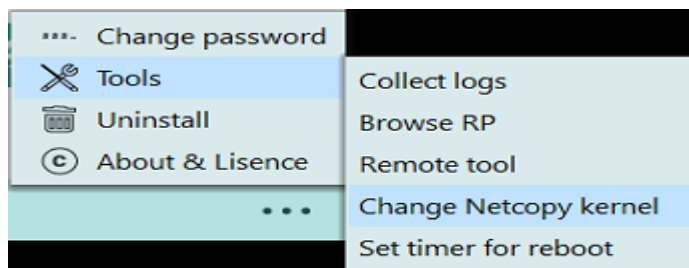 Change password
Tools
Uninstall
About & Lisence
Collect logs
Browse RP
Remote tool
Change Netcopy kernel
Set timer for reboot